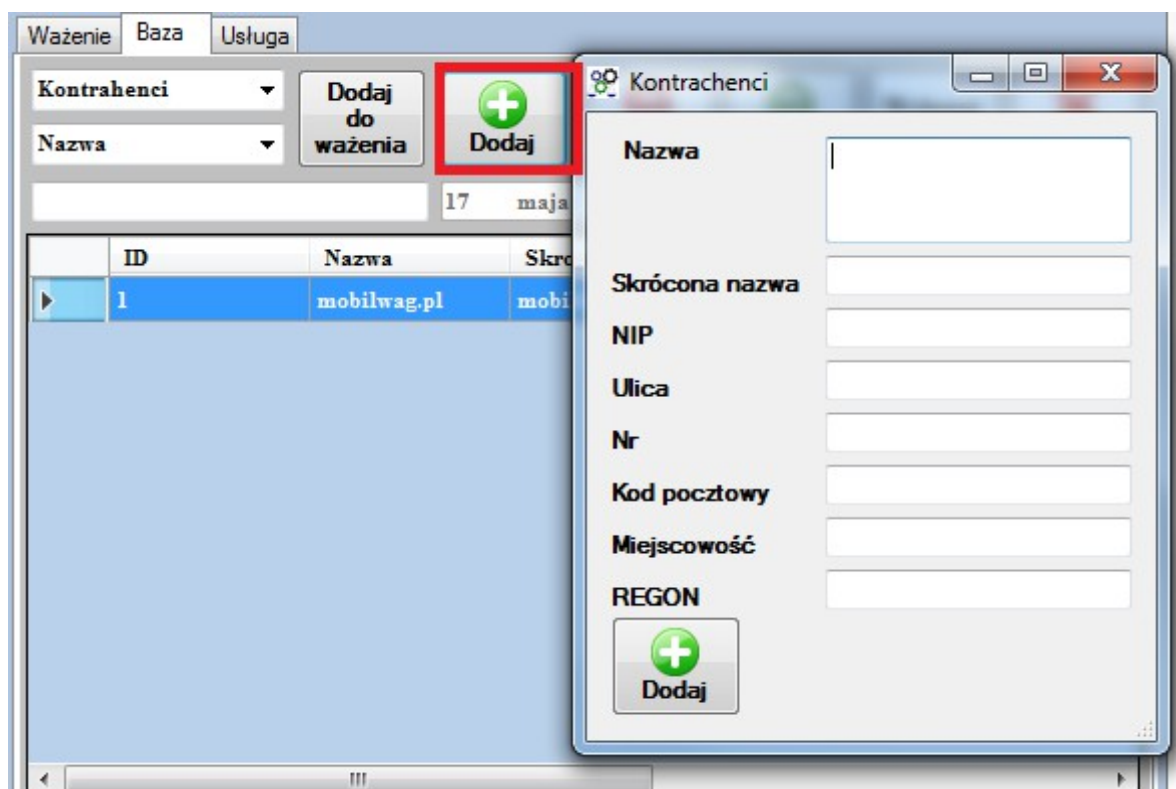 Ważenie Baza Usługa
Kontrahenci
Nazwa
Dodaj
do
ważenia
Dodaj
17 maja
ID Nazwa
1 mobilwag.pl
Kontrachenci
Nazwa
Skrócona nazwa
NIP
Ulica
Nr
Kod pocztowy
Miejscowość
REGON
Dodaj